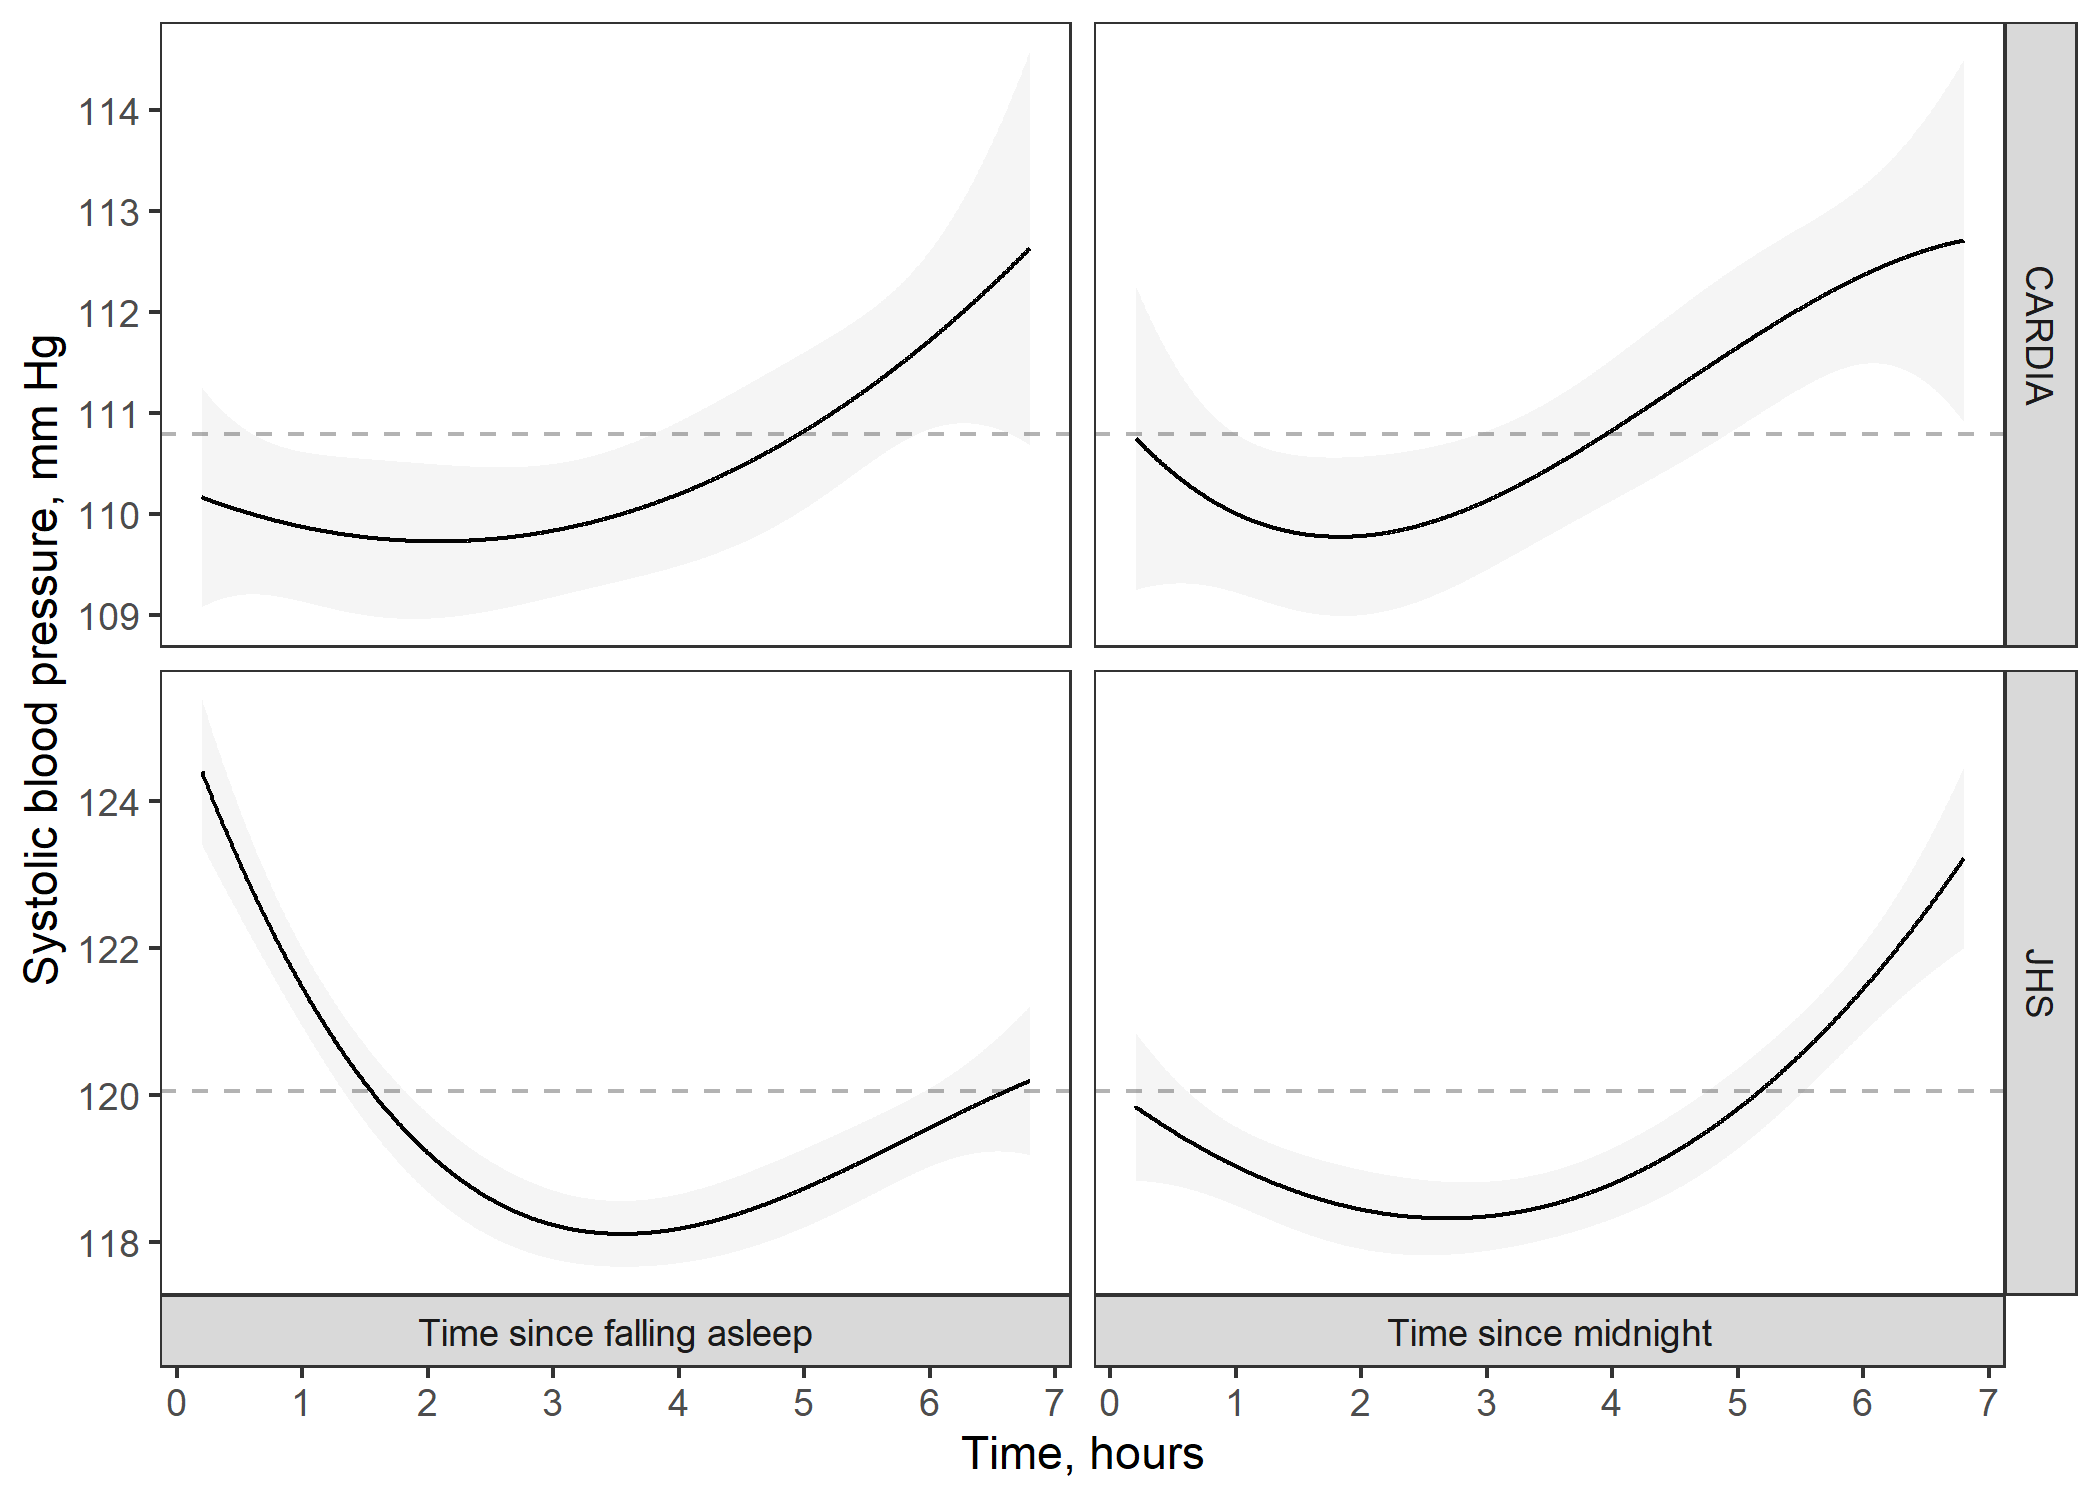 Systolic blood pressure, mm Hg
114
113
112
111
110
109
CARDIA
124
122
120
118
JHS
Time since falling asleep
Time since midnight
0 1 2 3 4 5 6 7
0 1 2 3 4 5 6 7
Time, hours